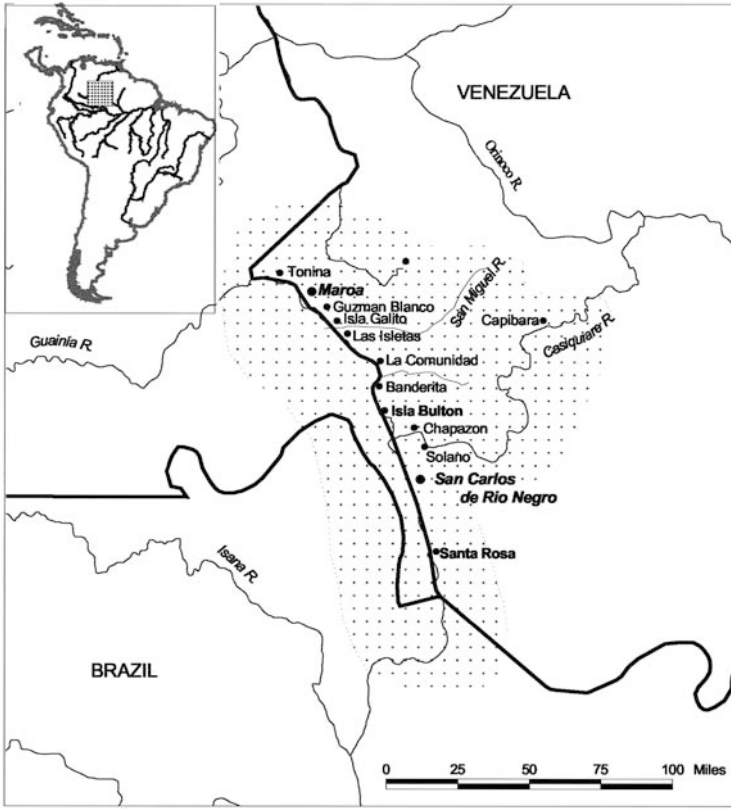 VENEZUELA
Orinoco R.
Tonina
Maroa
Guzman Blanco
Isla Galito
Las Isletas
San Miguel R.
Capibara
Casiquiare R.
Guainia R.
La Comunidad
Banderita
Isla Bulton
Chapazon
Solano
San Carlos
de Rio Negro
Isana R.
Santa Rosa
BRAZIL
0 25 50 75 100 Miles